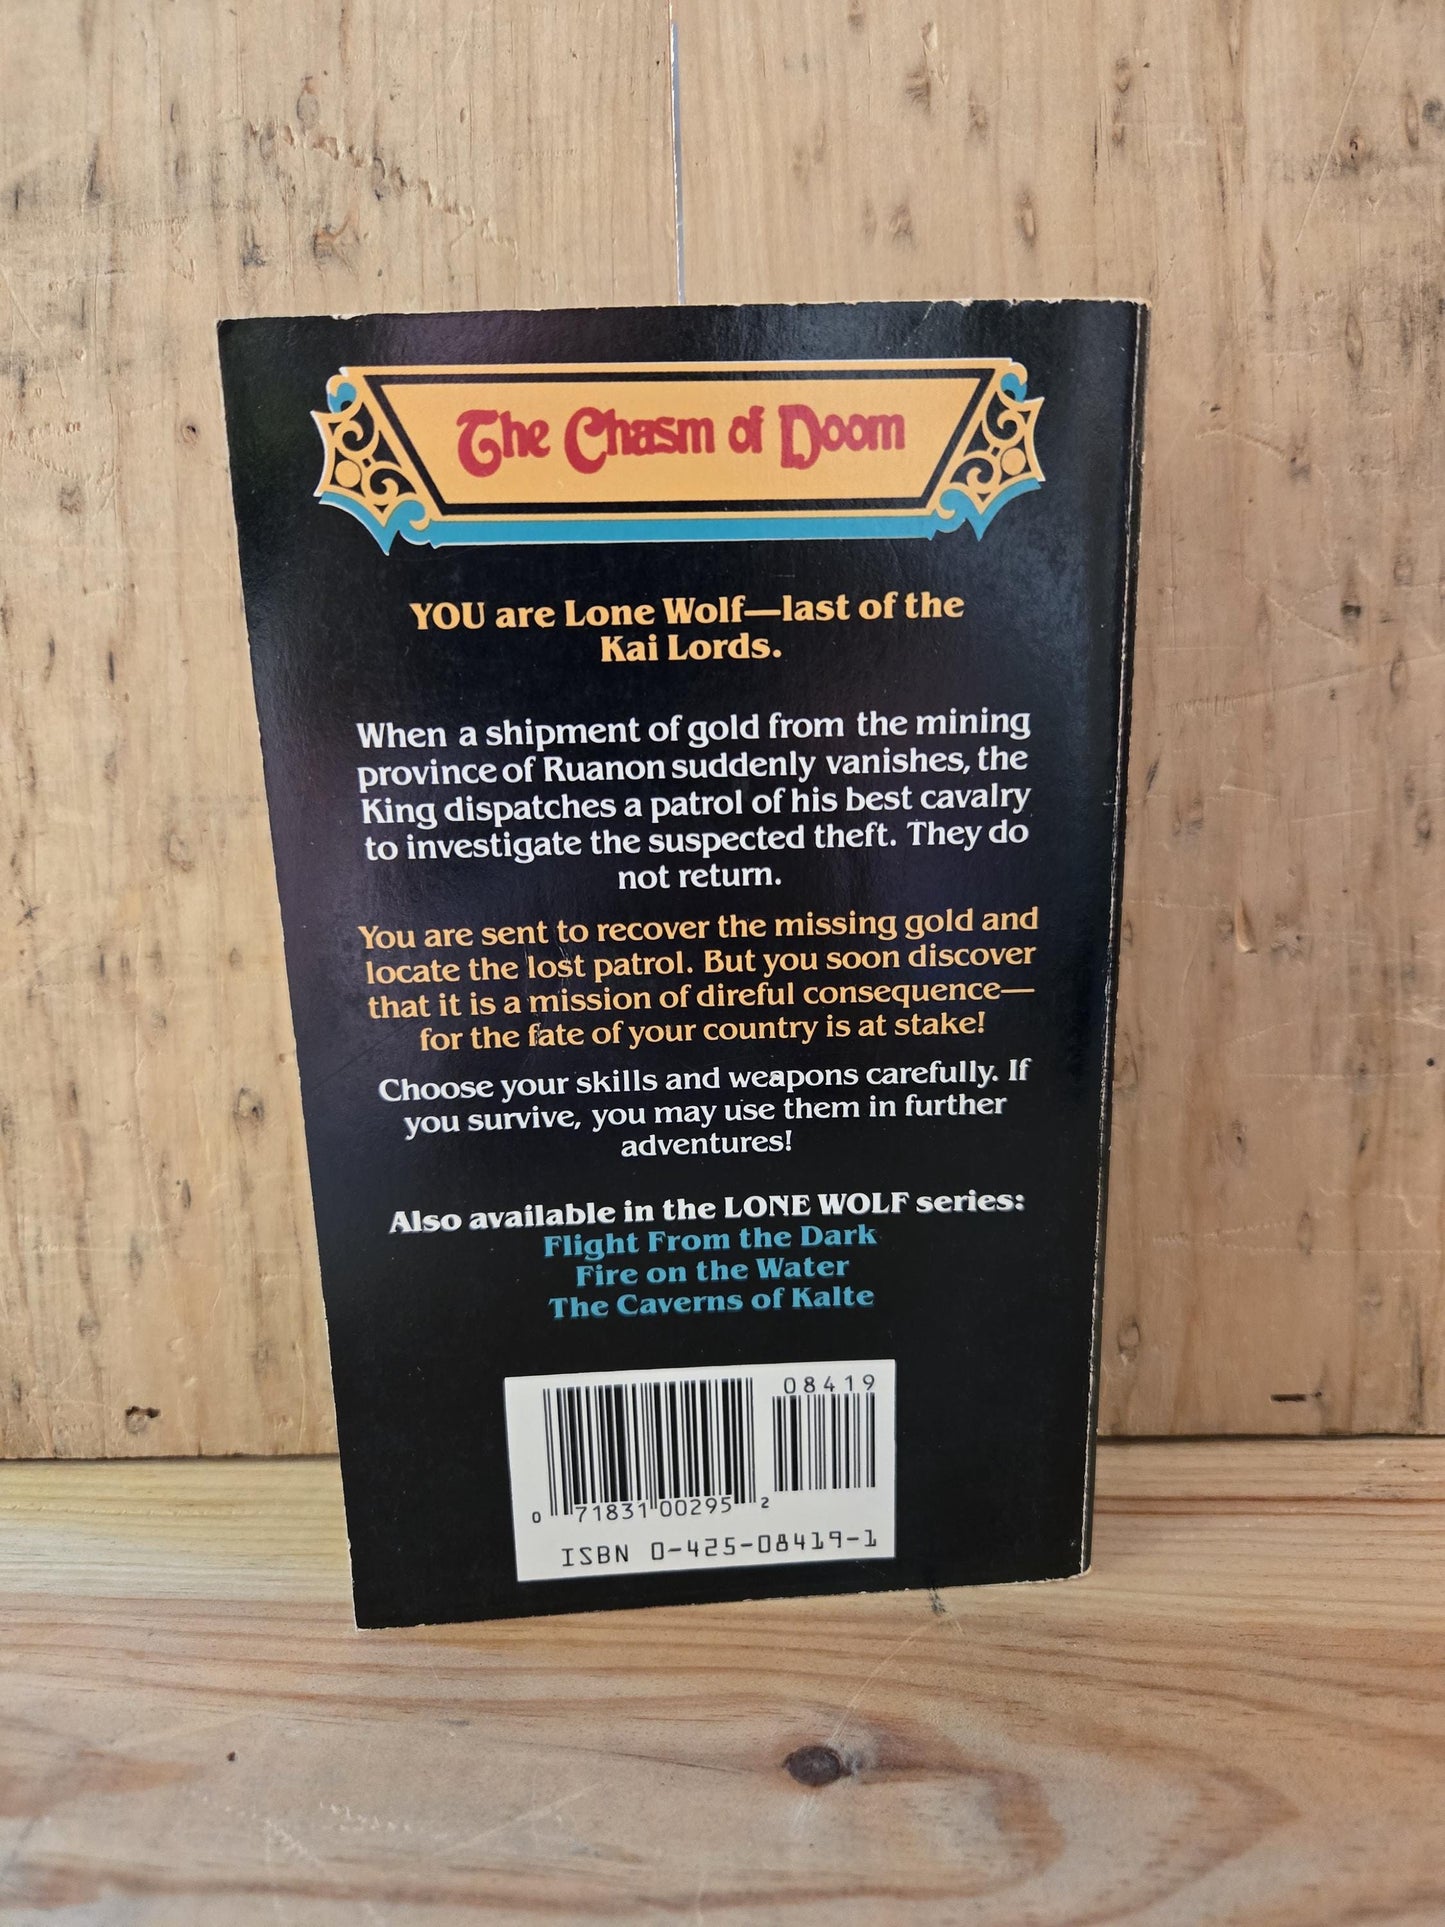 The Chasm of Doom
YOU are Lone Wolf—last of the
Kai Lords.
When a shipment of gold from the mining
province of Ruanon suddenly vanishes, the
King dispatches a patrol of his best cavalry
to investigate the suspected theft. They do
not return.
You are sent to recover the missing gold and
locate the lost patrol. But you soon discover
that it is a mission of direful consequence—
for the fate of your country is at stake!
Choose your skills and weapons carefully. If
you survive, you may use them in further
adventures!
Also available in the LONE WOLF series:
Flight From the Dark
Fire on the Water
The Caverns of Kalte
08419
0 71831 00295 2
ISBN 0-425-08419-1